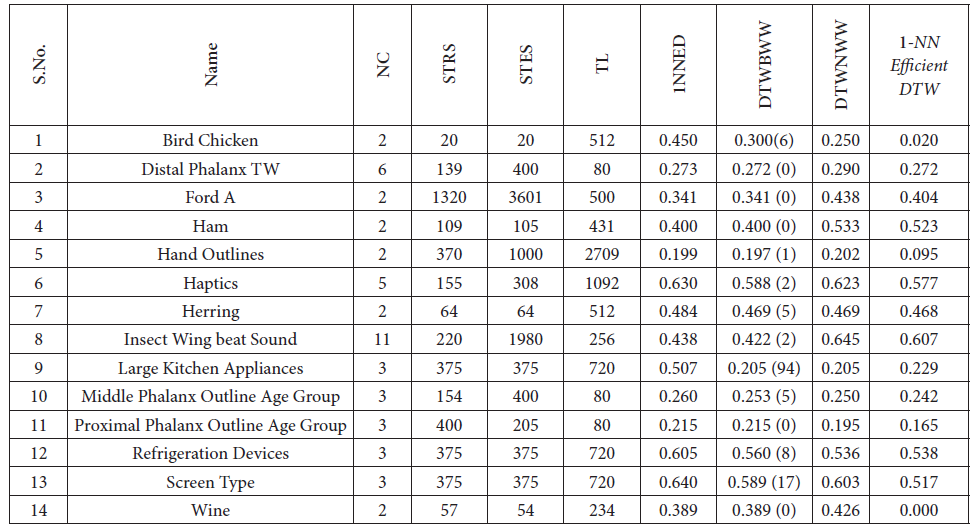 S.No. Name NC STRS STES TL 1NNED DTWBWW DTWNWW 1-NN Efficient DTW
1 Bird Chicken 2 20 20 512 0.450 0.300(6) 0.250 0.020
2 Distal Phalanx TW 6 139 400 80 0.273 0.272 (0) 0.290 0.272
3 Ford A 2 1320 3601 500 0.341 0.341 (0) 0.438 0.404
4 Ham 2 109 105 431 0.400 0.400 (0) 0.533 0.523
5 Hand Outlines 2 370 1000 2709 0.199 0.197 (1) 0.202 0.095
6 Haptics 5 155 308 1092 0.630 0.588 (2) 0.623 0.577
7 Herring 2 64 64 512 0.484 0.469 (5) 0.469 0.468
8 Insect Wing beat Sound 11 220 1980 256 0.438 0.422 (2) 0.645 0.607
9 Large Kitchen Appliances 3 375 375 720 0.507 0.205 (94) 0.205 0.229
10 Middle Phalanx Outline Age Group 3 154 400 80 0.260 0.253 (5) 0.250 0.242
11 Proximal Phalanx Outline Age Group 3 400 205 80 0.215 0.215 (0) 0.195 0.165
12 Refrigeration Devices 3 375 375 720 0.605 0.560 (8) 0.536 0.538
13 Screen Type 3 375 375 720 0.640 0.589 (17) 0.603 0.517
14 Wine 2 57 54 234 0.389 0.389 (0) 0.426 0.000